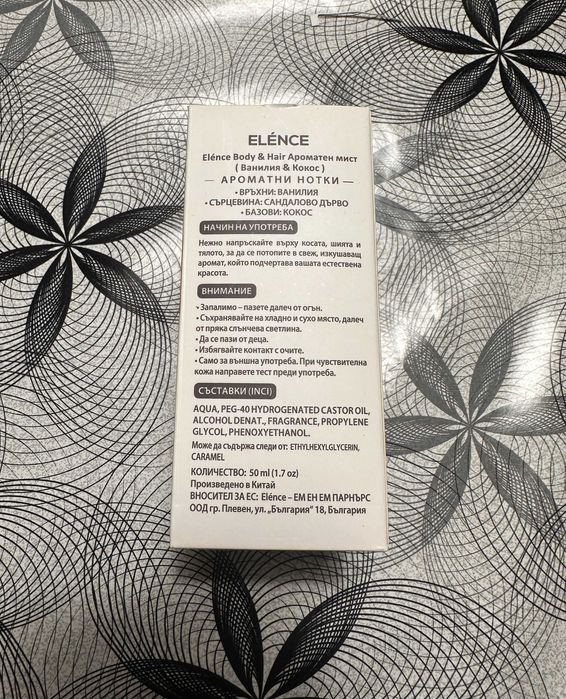 ELÉNCE
Elénce Body & Hair Ароматен мист
( Ванилия & Кокос )
— АРОМАТНИ НОТКИ —
• ВРЪХНИ: ВАНИЛИЯ
• СЪРЦЕВИНА: САНДАЛОВО ДЪРВО
• БАЗОВИ: КОКОС
НАЧИН НА УПОТРЕБА
Нежно напръскайте върху косата, шията и
тялото, за да се потопите в свеж, изкушаващ
аромат, който подчертава вашата естествена
красота.
ВНИМАНИЕ
• Запалимо – пазете далеч от огън.
• Съхранявайте на хладно и сухо място, далеч
от пряка слънчева светлина.
• Да се пази от деца.
• Избягвайте контакт с очите.
• Само за външна употреба. При чувствителна
кожа направете тест преди употреба.
СЪСТАВКИ (INCI)
AQUA, PEG-40 HYDROGENATED CASTOR OIL,
ALCOHOL DENAT., FRAGRANCE, PROPYLENE
GLYCOL, PHENOXYETHANOL.
Може да съдържа следи от: ETHYLHEXYLGLYCERIN,
CARAMEL
КОЛИЧЕСТВО: 50 ml (1.7 oz)
Произведено в Китай
ВНОСИТЕЛ ЗА ЕС: Elénce – ЕМ ЕН ЕМ ПАРНЪРС
ООД гр. Плевен, ул. „България“ 18, България